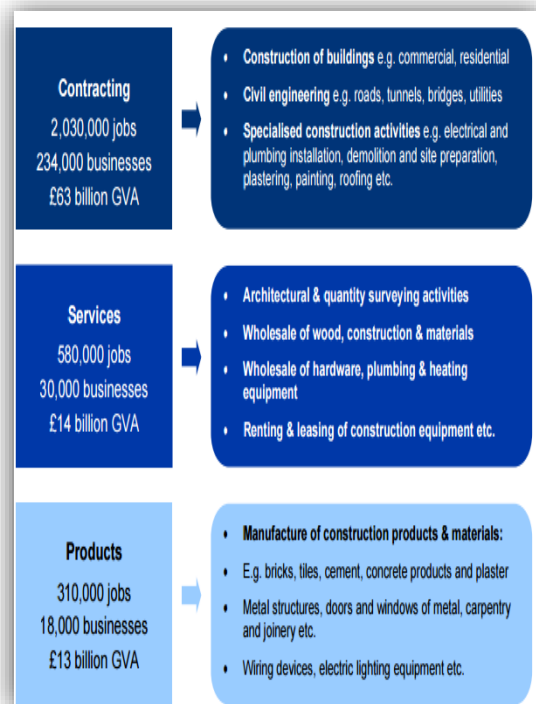 Contracting
2,030,000 jobs
234,000 businesses
£63 billion GVA
• Construction of buildings e.g. commercial, residential
• Civil engineering e.g. roads, tunnels, bridges, utilities
• Specialised construction activities e.g. electrical and
plumbing installation, demolition and site preparation,
plastering, painting, roofing etc.
Services
580,000 jobs
30,000 businesses
£14 billion GVA
• Architectural & quantity surveying activities
• Wholesale of wood, construction & materials
• Wholesale of hardware, plumbing & heating
equipment
• Renting & leasing of construction equipment etc.
Products
310,000 jobs
18,000 businesses
£13 billion GVA
• Manufacture of construction products & materials:
• E.g. bricks, tiles, cement, concrete products and plaster
• Metal structures, doors and windows of metal, carpentry
and joinery etc.
• Wiring devices, electric lighting equipment etc.